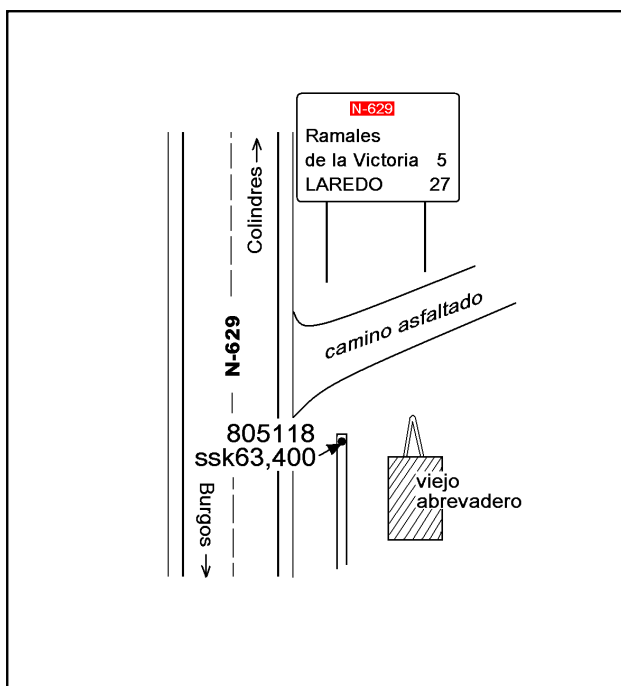 N-629
Ramales
de la Victoria 5
LAREDO 27
Colindres
camino asfaltado
N-629
805118
ssk63,400
viejo
abrevadero
Burgos